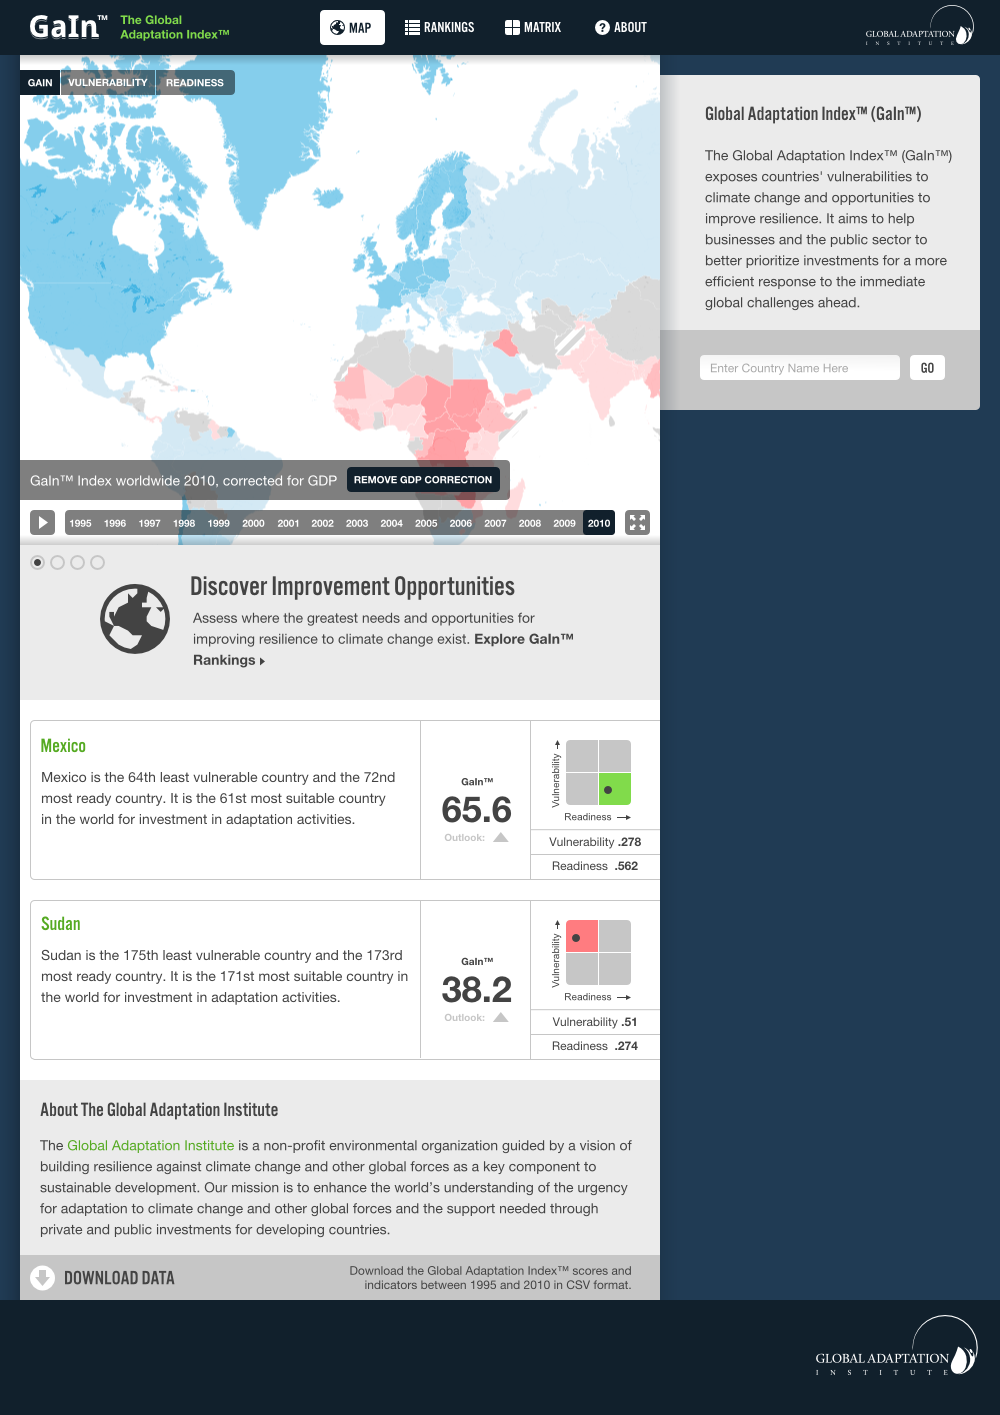 GaIn™
The Global
Adaptation Index™
MAP
RANKINGS
MATRIX
ABOUT
GLOBAL ADAPTATION
INSTITUTE
GAIN
VULNERABILITY
READINESS
Global Adaptation Index™ (GaIn™)
The Global Adaptation Index™ (GaIn™)
exposes countries' vulnerabilities to
climate change and opportunities to
improve resilience. It aims to help
businesses and the public sector to
better prioritize investments for a more
efficient response to the immediate
global challenges ahead.
Enter Country Name Here
GO
GaIn™ Index worldwide 2010, corrected for GDP
REMOVE GDP CORRECTION
1995 1996 1997 1998 1999 2000 2001 2002 2003 2004 2005 2006 2007 2008 2009 2010
Discover Improvement Opportunities
Assess where the greatest needs and opportunities for
improving resilience to climate change exist. Explore GaIn™
Rankings
Mexico
Mexico is the 64th least vulnerable country and the 72nd
most ready country. It is the 61st most suitable country
in the world for investment in adaptation activities.
GaIn™
65.6
Outlook:
Vulnerability
Readiness
Vulnerability .278
Readiness .562
Sudan
Sudan is the 175th least vulnerable country and the 173rd
most ready country. It is the 171st most suitable country in
the world for investment in adaptation activities.
GaIn™
38.2
Outlook:
Vulnerability
Readiness
Vulnerability .51
Readiness .274
About The Global Adaptation Institute
The Global Adaptation Institute is a non-profit environmental organization guided by a vision of
building resilience against climate change and other global forces as a key component to
sustainable development. Our mission is to enhance the world’s understanding of the urgency
for adaptation to climate change and other global forces and the support needed through
private and public investments for developing countries.
DOWNLOAD DATA
Download the Global Adaptation Index™ scores and
indicators between 1995 and 2010 in CSV format.
GLOBAL ADAPTATION
INSTITUTE